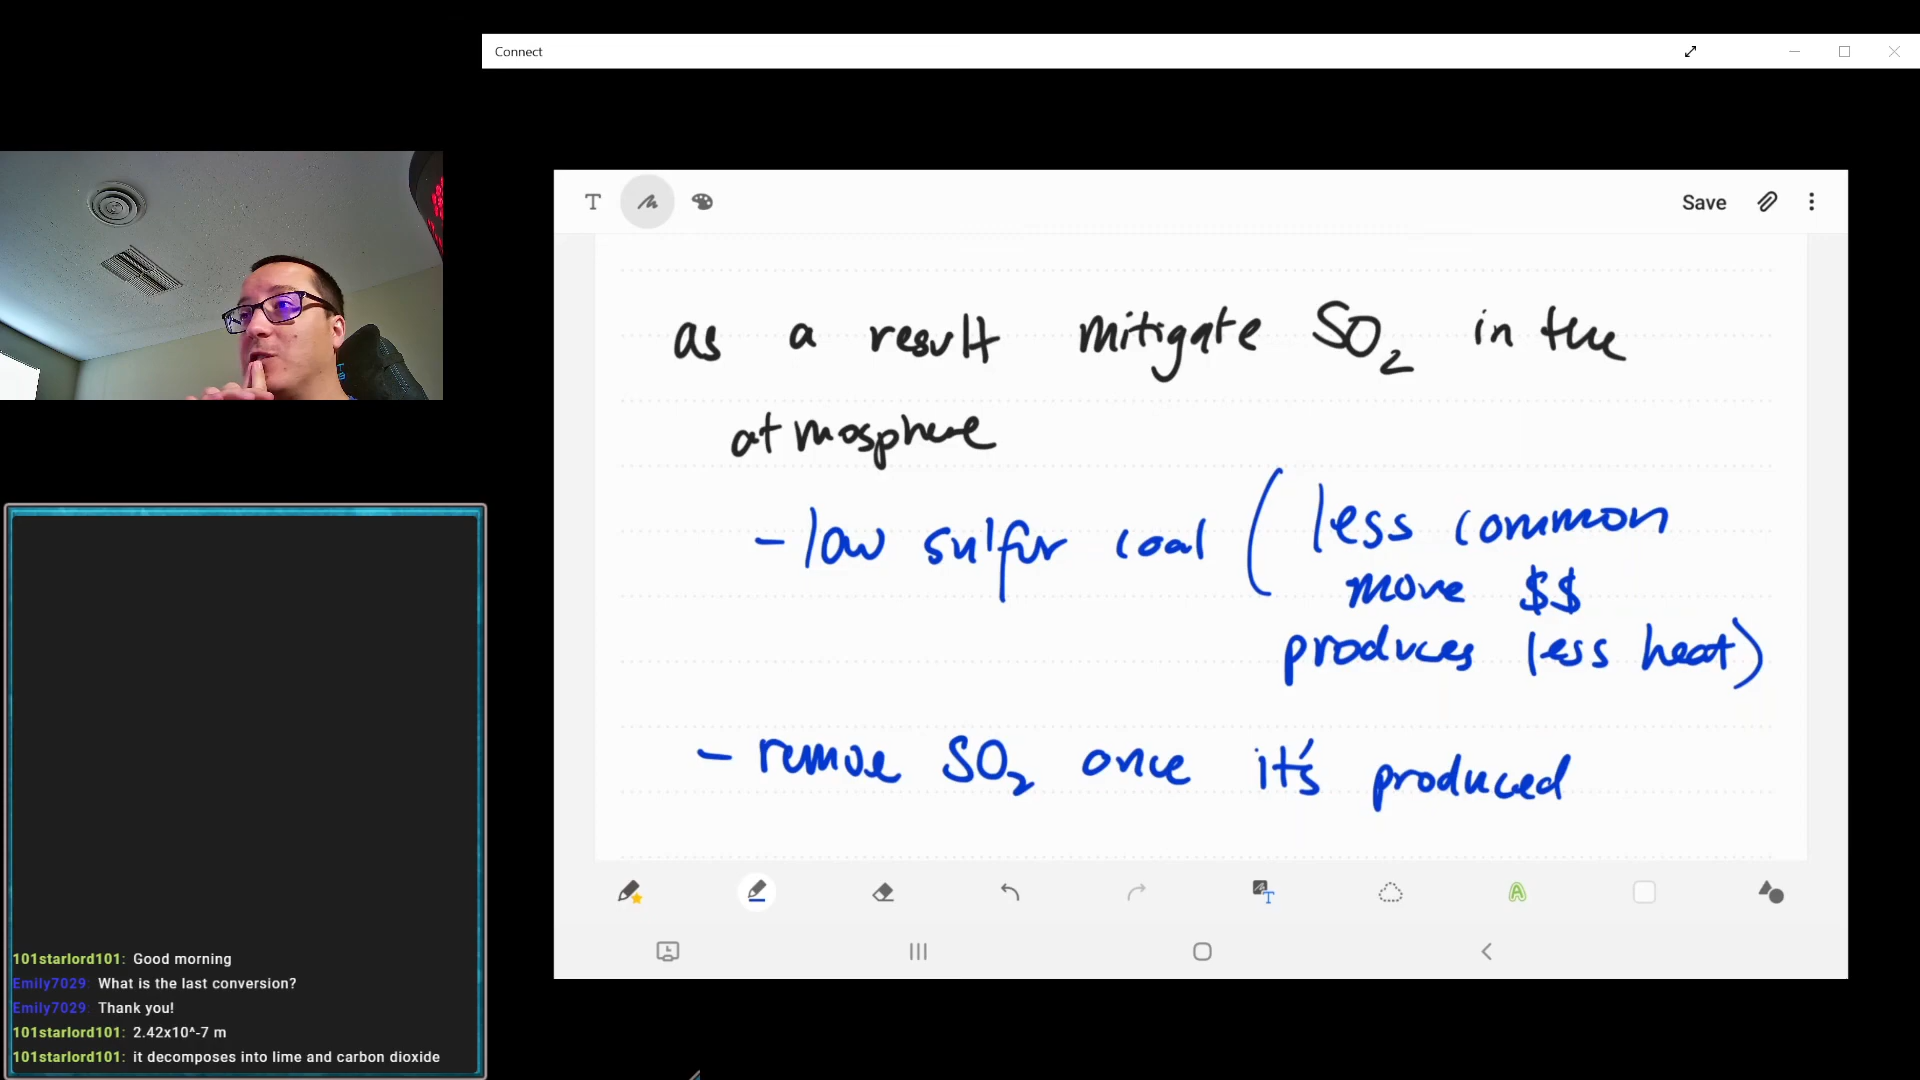 Connect
T
Save
as a result mitigate SO₂ in the
atmosphere
- low sulfur coal ( less common
more $$
produces less heat)
- remove SO₂ once it's produced
101starlord101: Good morning
Emily7029: What is the last conversion?
Emily7029: Thank you!
101starlord101: 2.42x10^-7 m
101starlord101: it decomposes into lime and carbon dioxide